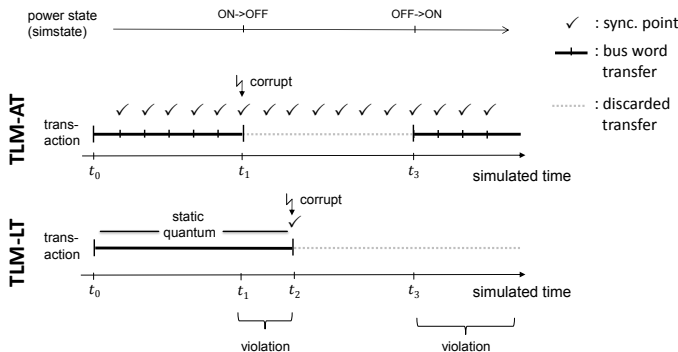 power state
(simstate)
ON->OFF
OFF->ON
: sync. point
: bus word
transfer
: discarded
transfer
corrupt
TLM-AT
trans-
action
t₀
t₁
t₃
simulated time
corrupt
static
quantum
TLM-LT
trans-
action
t₀
t₁
t₂
t₃
simulated time
violation
violation